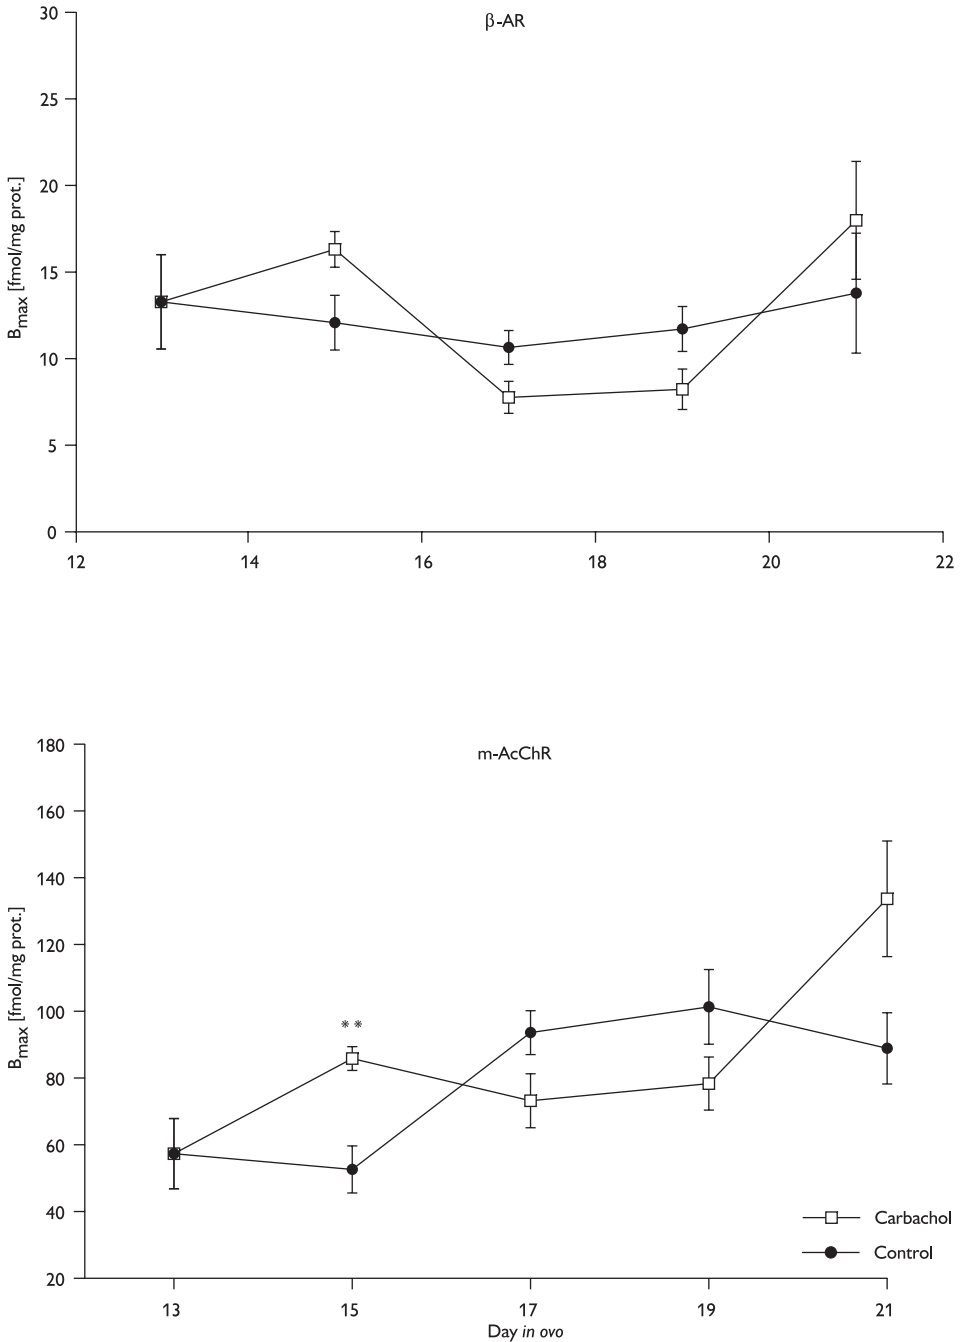 β-AR
30
25
20
15
10
5
0
B_max [fmol/mg prot.]
12 14 16 18 20 22
m-AcChR
180
160
140
120
100
80
60
40
20
B_max [fmol/mg prot.]
**
Carbachol
Control
13 15 17 19 21
Day in ovo